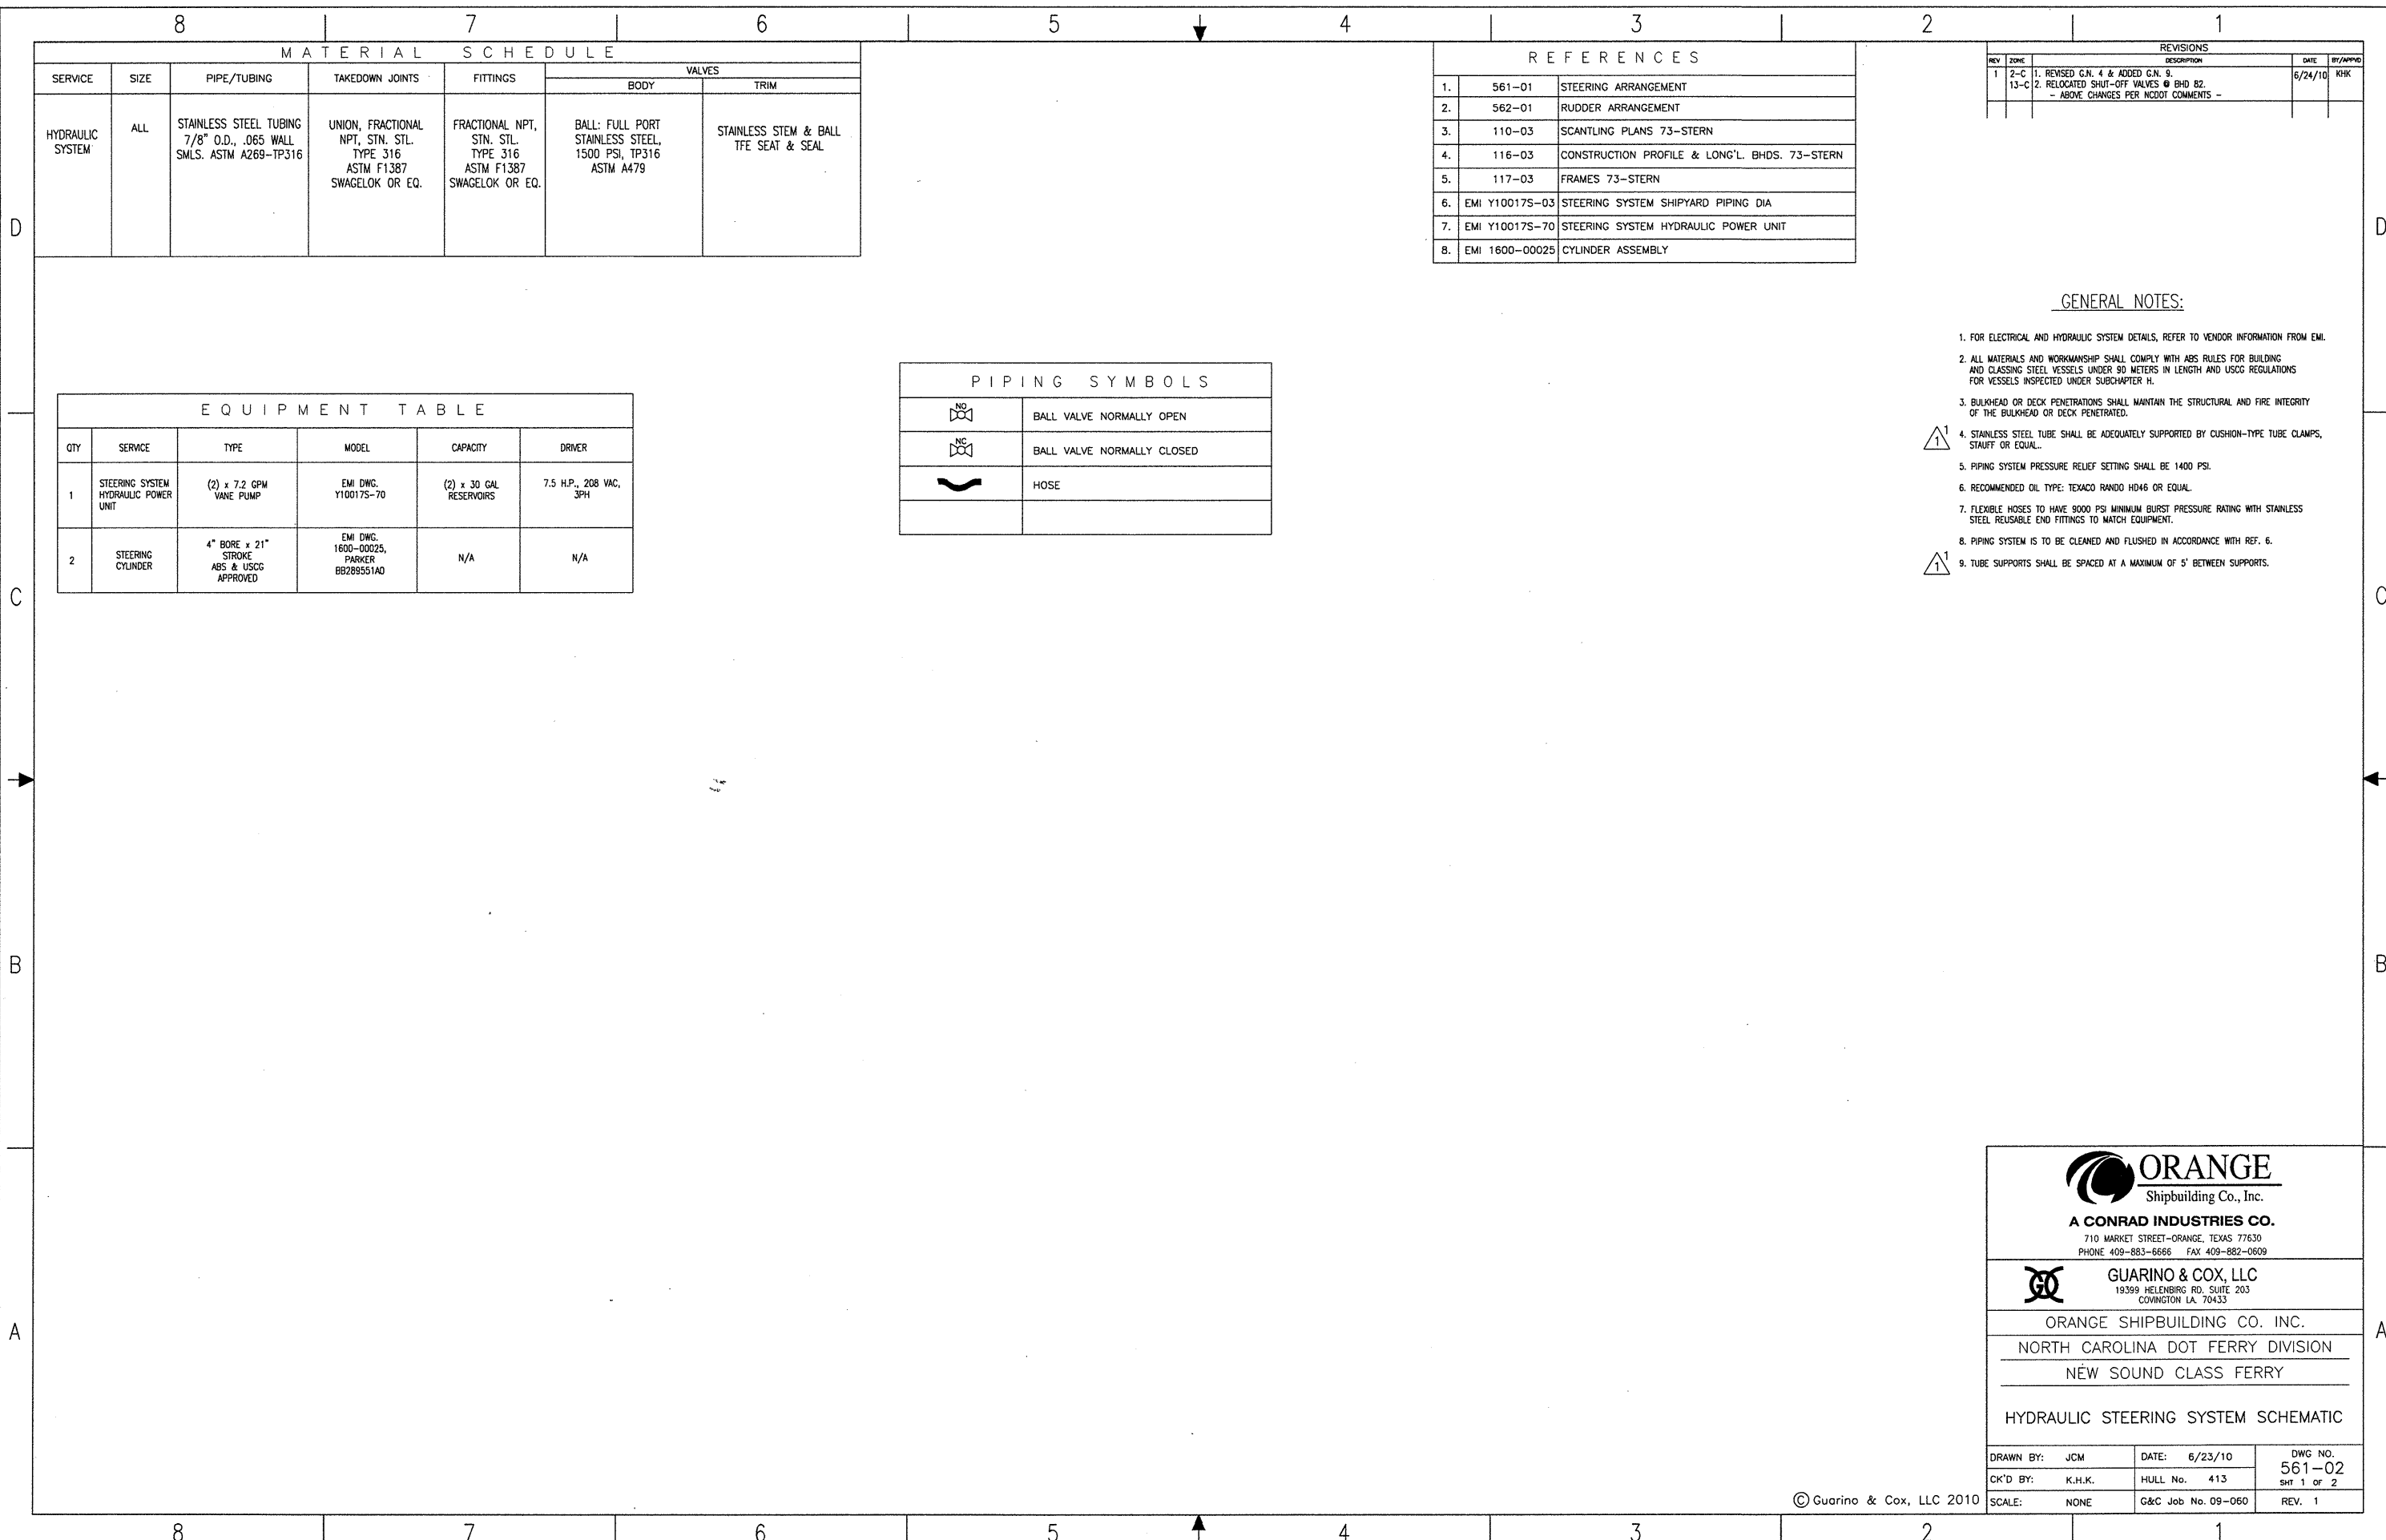 8 7 6 5 4 3 2 1
MATERIAL SCHEDULE
SERVICE SIZE PIPE/TUBING TAKEDOWN JOINTS FITTINGS VALVES
BODY TRIM
HYDRAULIC
SYSTEM
ALL
STAINLESS STEEL TUBING
7/8" O.D., .065 WALL
SMLS. ASTM A269-TP316
UNION, FRACTIONAL
NPT, STN. STL.
TYPE 316
ASTM F1387
SWAGELOK OR EQ.
FRACTIONAL NPT,
STN. STL.
TYPE 316
ASTM F1387
SWAGELOK OR EQ.
BALL: FULL PORT
STAINLESS STEEL,
1500 PSI, TP316
ASTM A479
STAINLESS STEM & BALL
TFE SEAT & SEAL
REFERENCES
1. 561-01 STEERING ARRANGEMENT
2. 562-01 RUDDER ARRANGEMENT
3. 110-03 SCANTLING PLANS 73-STERN
4. 116-03 CONSTRUCTION PROFILE & LONG'L. BHDS. 73-STERN
5. 117-03 FRAMES 73-STERN
6. EMI Y10017S-03 STEERING SYSTEM SHIPYARD PIPING DIA
7. EMI Y10017S-70 STEERING SYSTEM HYDRAULIC POWER UNIT
8. EMI 1600-00025 CYLINDER ASSEMBLY
REVISIONS
REV ZONE DESCRIPTION DATE BY/APPVD
1 2-C 1. REVISED G.N. 4 & ADDED G.N. 9. 6/24/10 KHK
13-C 2. RELOCATED SHUT-OFF VALVES @ BHD 82.
- ABOVE CHANGES PER NCDOT COMMENTS -
D D
GENERAL NOTES:
1. FOR ELECTRICAL AND HYDRAULIC SYSTEM DETAILS, REFER TO VENDOR INFORMATION FROM EMI.
2. ALL MATERIALS AND WORKMANSHIP SHALL COMPLY WITH ABS RULES FOR BUILDING
AND CLASSING STEEL VESSELS UNDER 90 METERS IN LENGTH AND USCG REGULATIONS
FOR VESSELS INSPECTED UNDER SUBCHAPTER H.
3. BULKHEAD OR DECK PENETRATIONS SHALL MAINTAIN THE STRUCTURAL AND FIRE INTEGRITY
OF THE BULKHEAD OR DECK PENETRATED.
1 1 4. STAINLESS STEEL TUBE SHALL BE ADEQUATELY SUPPORTED BY CUSHION-TYPE TUBE CLAMPS,
STAUFF OR EQUAL..
5. PIPING SYSTEM PRESSURE RELIEF SETTING SHALL BE 1400 PSI.
6. RECOMMENDED OIL TYPE: TEXACO RANDO HD46 OR EQUAL.
7. FLEXIBLE HOSES TO HAVE 9000 PSI MINIMUM BURST PRESSURE RATING WITH STAINLESS
STEEL REUSABLE END FITTINGS TO MATCH EQUIPMENT.
8. PIPING SYSTEM IS TO BE CLEANED AND FLUSHED IN ACCORDANCE WITH REF. 6.
1 1 9. TUBE SUPPORTS SHALL BE SPACED AT A MAXIMUM OF 5' BETWEEN SUPPORTS.
PIPING SYMBOLS
NO BALL VALVE NORMALLY OPEN
NC BALL VALVE NORMALLY CLOSED
HOSE
EQUIPMENT TABLE
QTY SERVICE TYPE MODEL CAPACITY DRIVER
1
STEERING SYSTEM
HYDRAULIC POWER
UNIT
(2) x 7.2 GPM
VANE PUMP
EMI DWG.
Y10017S-70
(2) x 30 GAL
RESERVOIRS
7.5 H.P., 208 VAC,
3PH
2
STEERING
CYLINDER
4" BORE x 21"
STROKE
ABS & USCG
APPROVED
EMI DWG.
1600-00025,
PARKER
BB289551A0
N/A
N/A
C C
B B
A A
ORANGE
Shipbuilding Co., Inc.
A CONRAD INDUSTRIES CO.
710 MARKET STREET-ORANGE, TEXAS 77630
PHONE 409-883-6666 FAX 409-882-0609
GC
GUARINO & COX, LLC
19399 HELENBIRG RD. SUITE 203
COVINGTON LA. 70433
ORANGE SHIPBUILDING CO. INC.
NORTH CAROLINA DOT FERRY DIVISION
NEW SOUND CLASS FERRY
HYDRAULIC STEERING SYSTEM SCHEMATIC
DRAWN BY: JCM DATE: 6/23/10 DWG NO.
561-02
CK'D BY: K.H.K. HULL No. 413 SHT 1 OF 2
SCALE: NONE G&C Job No. 09-060 REV. 1
© Guarino & Cox, LLC 2010
8 7 6 5 4 3 2 1